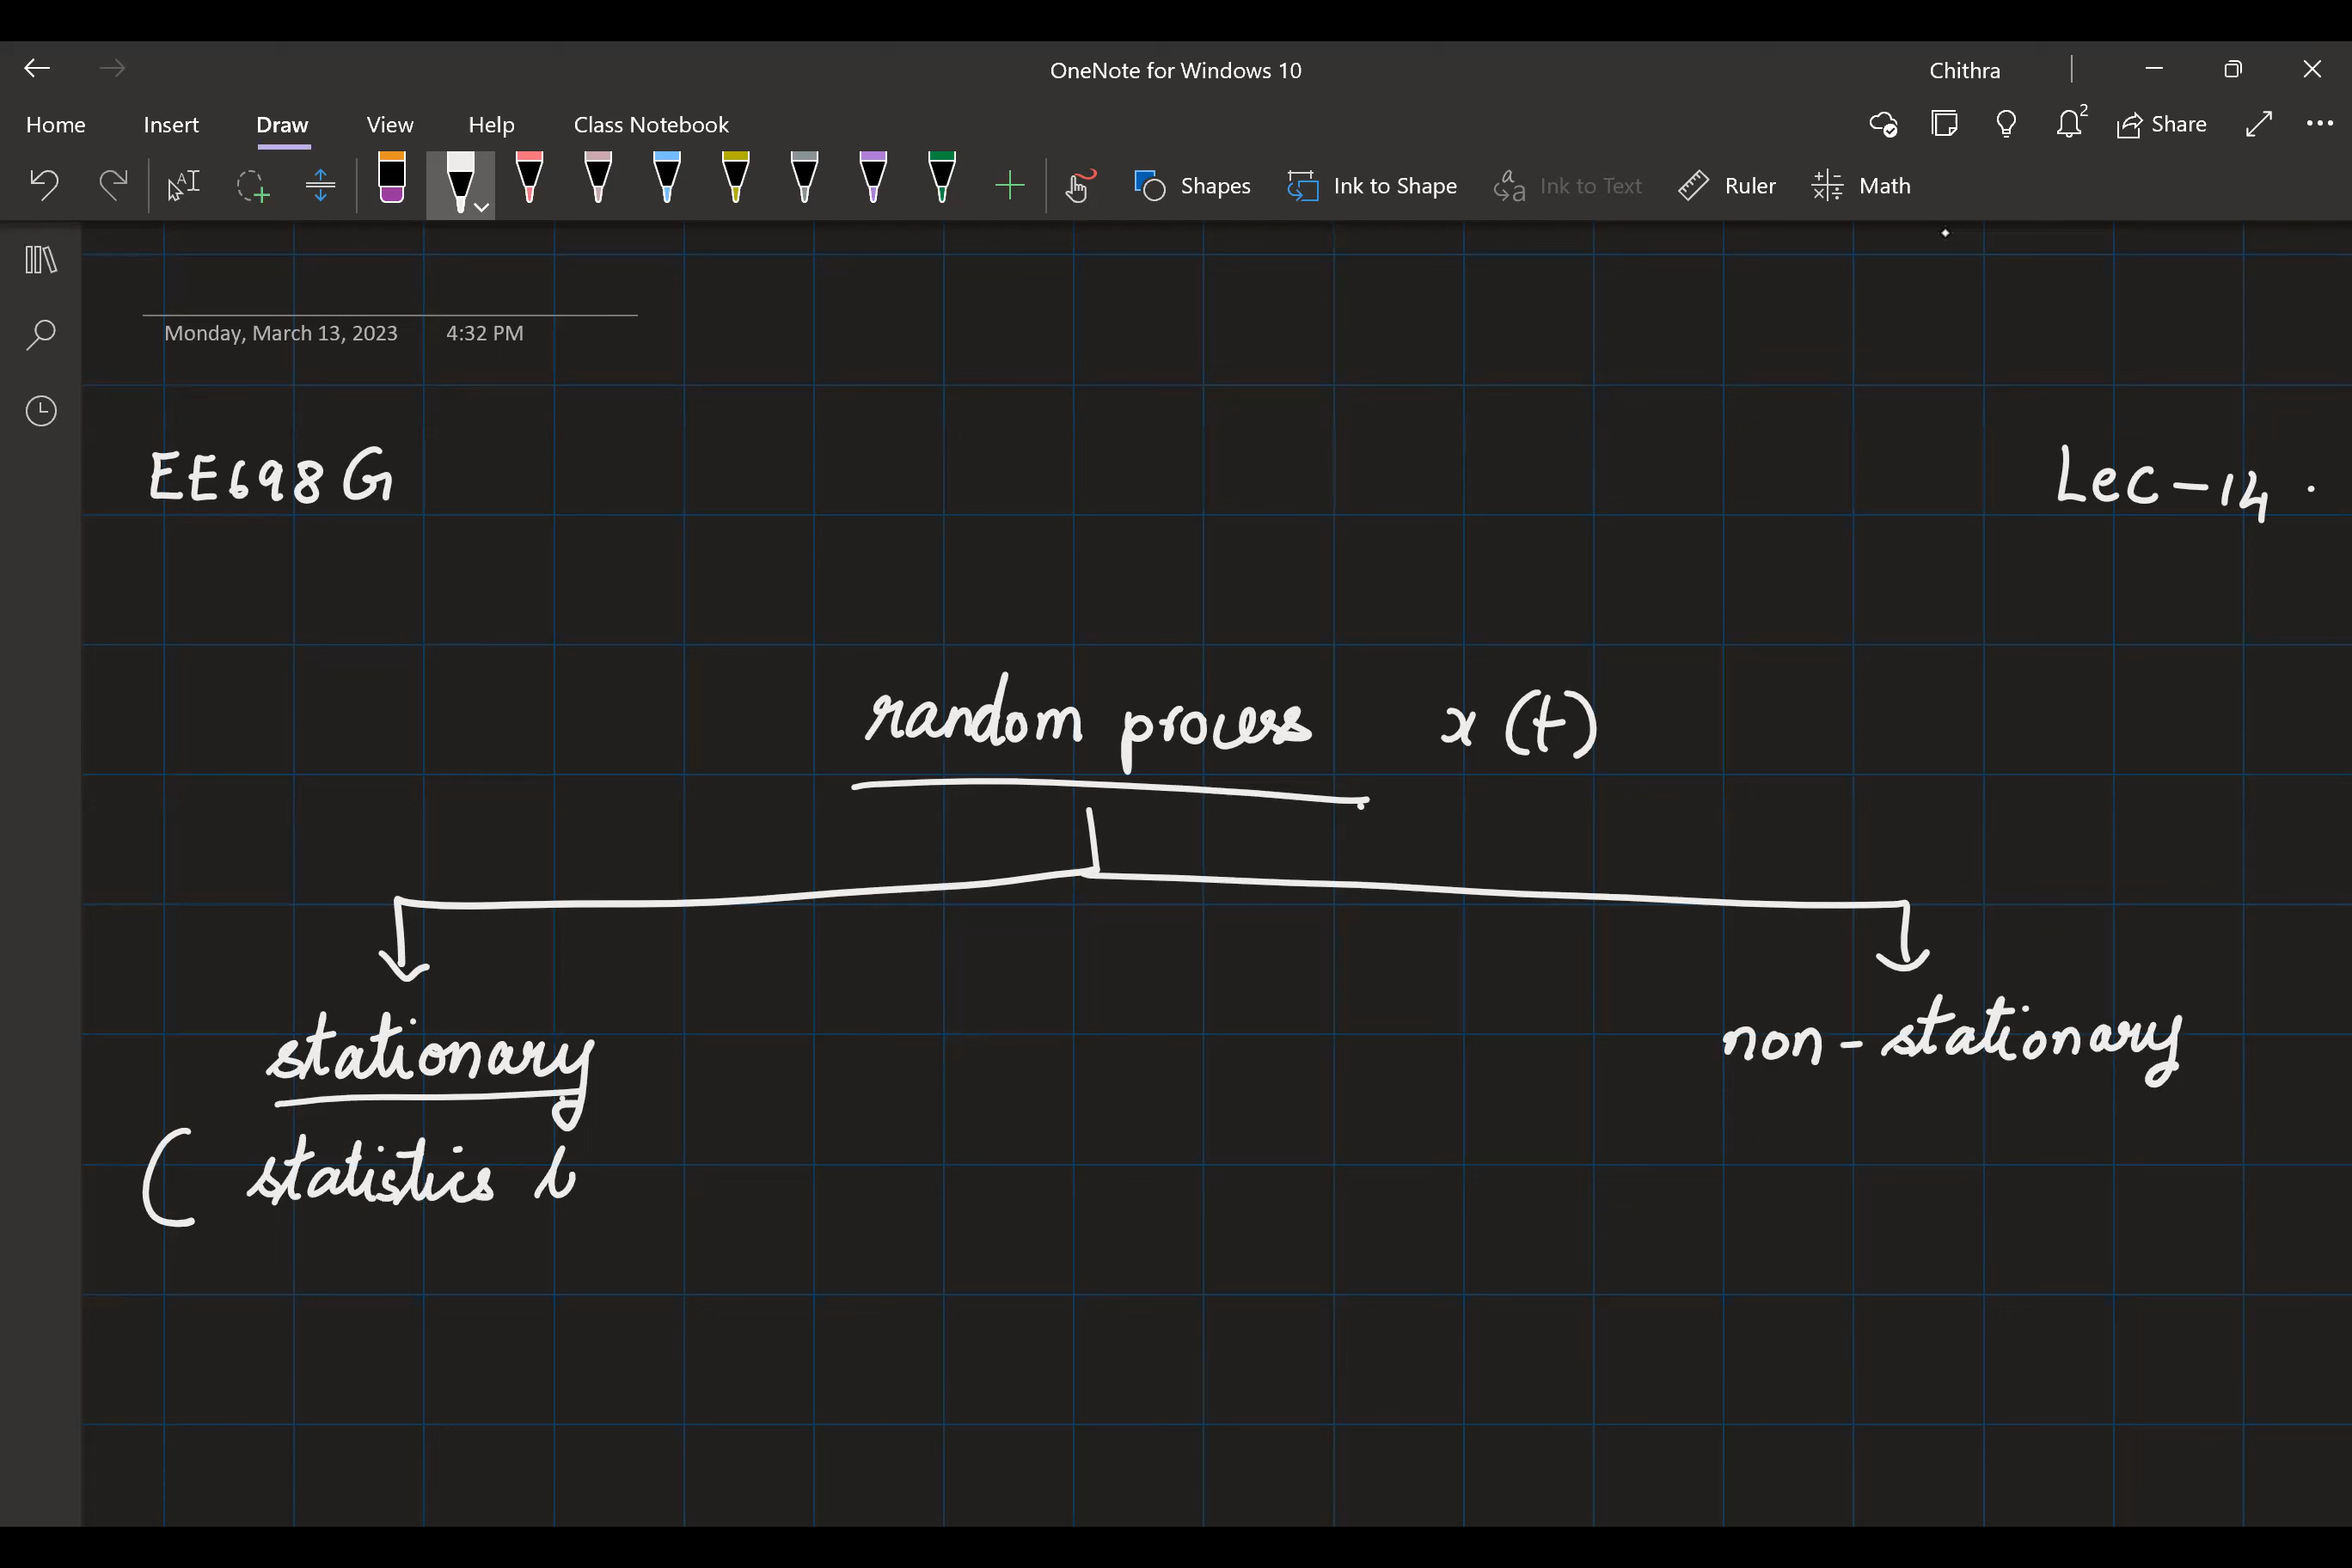 OneNote for Windows 10 Chithra
Home Insert Draw View Help Class Notebook 2 Share
Shapes Ink to Shape Ink to Text Ruler Math
Monday, March 13, 2023 4:32 PM
EE698G Lec-14.
random process x(t)
stationary non-stationary
( statistics